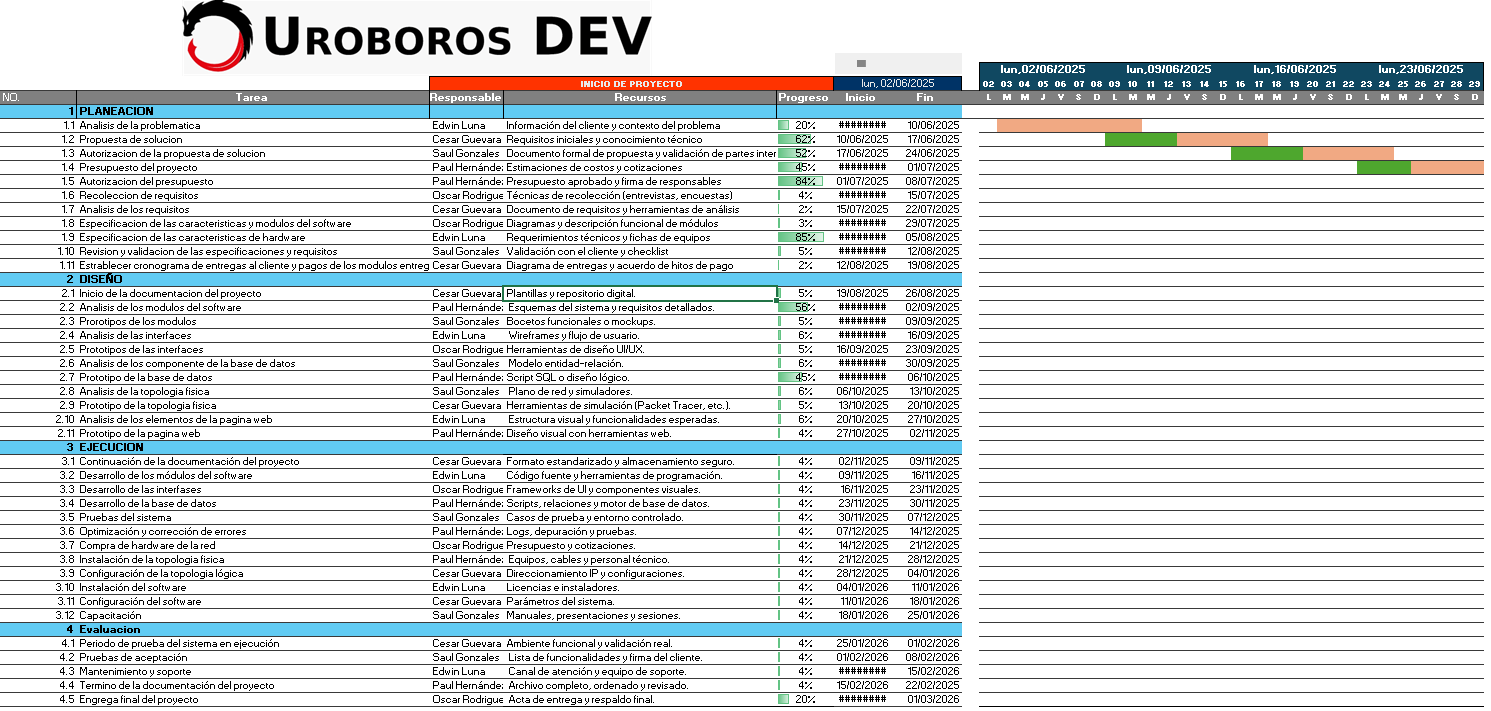 UROBOROS DEV
INICIO DE PROYECTO lun, 02/06/2025 lun,02/06/2025 lun,09/06/2025 lun,16/06/2025 lun,23/06/2025
02 03 04 05 06 07 08 09 10 11 12 13 14 15 16 17 18 19 20 21 22 23 24 25 26 27 28 29
NO. Tarea Responsable Recursos Progreso Inicio Fin L M M J V S D L M M J V S D L M M J V S D L M M J V S D
1 PLANEACION
1.1 Analisis de la problematica Edwin Luna Información del cliente y contexto del problema 20% ######## 10/06/2025
1.2 Propuesta de solucion Cesar Guevara Requisitos iniciales y conocimiento técnico 62% 10/06/2025 17/06/2025
1.3 Autorizacion de la propuesta de solucion Saul Gonzales Documento formal de propuesta y validación de partes inter 52% 17/06/2025 24/06/2025
1.4 Presupuesto del proyecto Paul Hernánde: Estimaciones de costos y cotizaciones 45% ######## 01/07/2025
1.5 Autorizacion del presupuesto Paul Hernánde: Presupuesto aprobado y firma de responsables 84% 01/07/2025 08/07/2025
1.6 Recoleccion de requisitos Oscar Rodrigue Técnicas de recolección (entrevistas, encuestas) 4% ######## 15/07/2025
1.7 Analisis de los requisitos Cesar Guevara Documento de requisitos y herramientas de análisis 2% 15/07/2025 22/07/2025
1.8 Especificacion de las caracteristicas y modulos del software Oscar Rodrigue Diagramas y descripción funcional de módulos 3% ######## 29/07/2025
1.9 Especificacion de las caracteristicas de hardware Edwin Luna Requerimientos técnicos y fichas de equipos 85% ######## 05/08/2025
1.10 Revision y validacion de las especificaciones y requisitos Saul Gonzales Validación con el cliente y checklist 5% ######## 12/08/2025
1.11 Establecer cronograma de entregas al cliente y pagos de los modulos entreg Cesar Guevara Diagrama de entregas y acuerdo de hitos de pago 2% 12/08/2025 19/08/2025
2 DISEÑO
2.1 Inicio de la documentacion del proyecto Cesar Guevara Plantillas y repositorio digital. 5% 19/08/2025 26/08/2025
2.2 Analisis de los modulos del software Paul Hernánde: Esquemas del sistema y requisitos detallados. 56% ######## 02/09/2025
2.3 Prorotipos de los modulos Saul Gonzales Bocetos funcionales o mockups. 5% ######## 09/09/2025
2.4 Analisis de las interfaces Edwin Luna Wireframes y flujo de usuario. 6% ######## 16/09/2025
2.5 Prototipos de las interfaces Oscar Rodrigue Herramientas de diseño UI/UX. 5% 16/09/2025 23/09/2025
2.6 Analisis de los componente de la base de datos Saul Gonzales Modelo entidad-relación. 6% ######## 30/09/2025
2.7 Prototipo de la base de datos Paul Hernánde: Script SQL o diseño lógico. 45% ######## 06/10/2025
2.8 Analisis de la topologia fisica Saul Gonzales Plano de red y simuladores. 6% 06/10/2025 13/10/2025
2.9 Prototipo de la topologia fisica Cesar Guevara Herramientas de simulación (Packet Tracer, etc.). 5% 13/10/2025 20/10/2025
2.10 Analisis de los elementos de la pagina web Edwin Luna Estructura visual y funcionalidades esperadas. 6% 20/10/2025 27/10/2025
2.11 Prototipo de la pagina web Paul Hernánde: Diseño visual con herramientas web. 4% 27/10/2025 02/11/2025
3 EJECUCION
3.1 Continuación de la documentación del proyecto Cesar Guevara Formato estandarizado y almacenamiento seguro. 4% 02/11/2025 09/11/2025
3.2 Desarrollo de los módulos del software Edwin Luna Código fuente y herramientas de programación. 4% 09/11/2025 16/11/2025
3.3 Desarrollo de las interfases Oscar Rodrigue Frameworks de UI y componentes visuales. 4% 16/11/2025 23/11/2025
3.4 Desarrollo de la base de datos Paul Hernánde: Scripts, relaciones y motor de base de datos. 4% 23/11/2025 30/11/2025
3.5 Pruebas del sistema Saul Gonzales Casos de prueba y entorno controlado. 4% 30/11/2025 07/12/2025
3.6 Optimización y corrección de errores Paul Hernánde: Logs, depuración y pruebas. 4% 07/12/2025 14/12/2025
3.7 Compra de hardware de la red Oscar Rodrigue Presupuesto y cotizaciones. 4% 14/12/2025 21/12/2025
3.8 Instalación de la topologia fisica Paul Hernánde: Equipos, cables y personal técnico. 4% 21/12/2025 28/12/2025
3.9 Configuración de la topologia lógica Cesar Guevara Direccionamiento IP y configuraciones. 4% 28/12/2025 04/01/2026
3.10 Instalación del software Edwin Luna Licencias e instaladores. 4% 04/01/2026 11/01/2026
3.11 Configuración del software Cesar Guevara Parámetros del sistema. 4% 11/01/2026 18/01/2026
3.12 Capacitación Saul Gonzales Manuales, presentaciones y sesiones. 4% 18/01/2026 25/01/2026
4 Evaluacion
4.1 Periodo de prueba del sistema en ejecución Cesar Guevara Ambiente funcional y validación real. 4% 25/01/2026 01/02/2026
4.2 Pruebas de aceptación Saul Gonzales Lista de funcionalidades y firma del cliente. 4% 01/02/2026 08/02/2026
4.3 Mantenimiento y soporte Edwin Luna Canal de atención y equipo de soporte. 4% ######## 15/02/2026
4.4 Termino de la documentación del proyecto Paul Hernánde: Archivo completo, ordenado y revisado. 4% 15/02/2026 22/02/2026
4.5 Engrega final del proyecto Oscar Rodrigue Acta de entrega y respaldo final. 20% ######## 01/03/2026